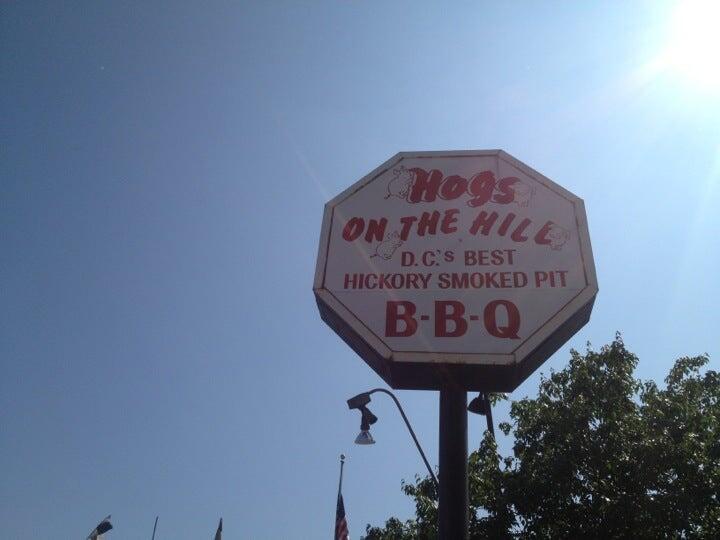 Hogs
ON THE HILL
D.C.'s BEST
HICKORY SMOKED PIT
B-B-Q